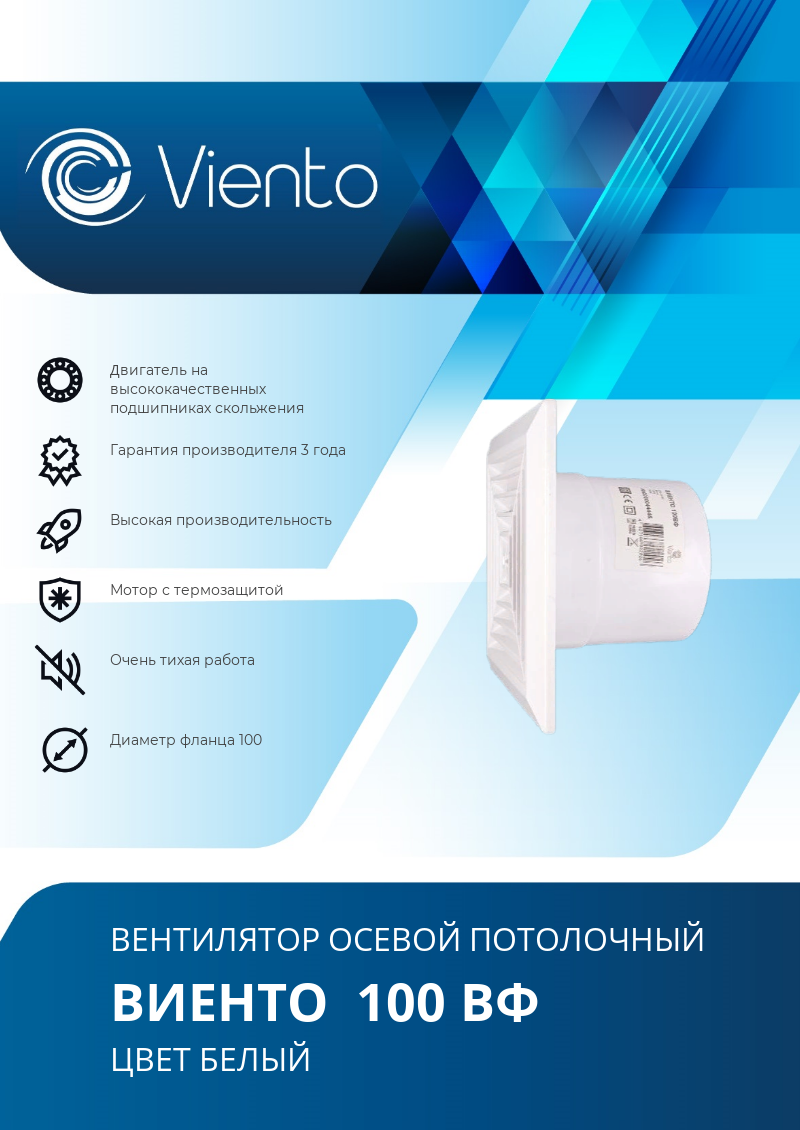 Viento
Двигатель на
высококачественных
подшипниках скольжения
Гарантия производителя 3 года
Высокая производительность
Мотор с термозащитой
Очень тихая работа
Диаметр фланца 100
ВЕНТИЛЯТОР ОСЕВОЙ ПОТОЛОЧНЫЙ
ВИЕНТО 100 ВФ
ЦВЕТ БЕЛЫЙ